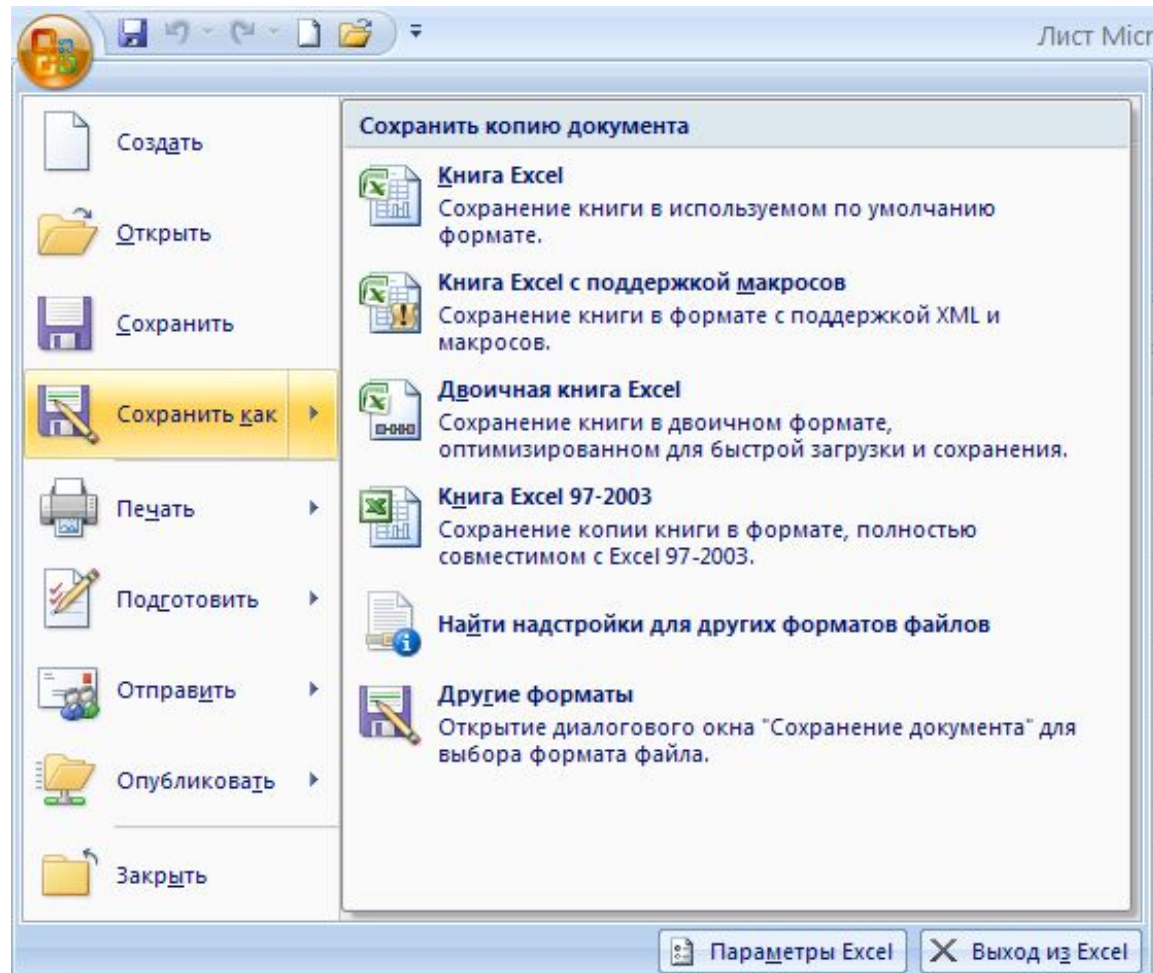 Лист Micr
Создать
Открыть
Сохранить
Сохранить как
Печать
Подготовить
Отправить
Опубликовать
Закрыть
Сохранить копию документа
Книга Excel
Сохранение книги в используемом по умолчанию
формате.
Книга Excel с поддержкой макросов
Сохранение книги в формате с поддержкой XML и
макросов.
Двоичная книга Excel
Сохранение книги в двоичном формате,
оптимизированном для быстрой загрузки и сохранения.
Книга Excel 97-2003
Сохранение копии книги в формате, полностью
совместимом с Excel 97-2003.
Найти надстройки для других форматов файлов
Другие форматы
Открытие диалогового окна "Сохранение документа" для
выбора формата файла.
Параметры Excel
Выход из Excel